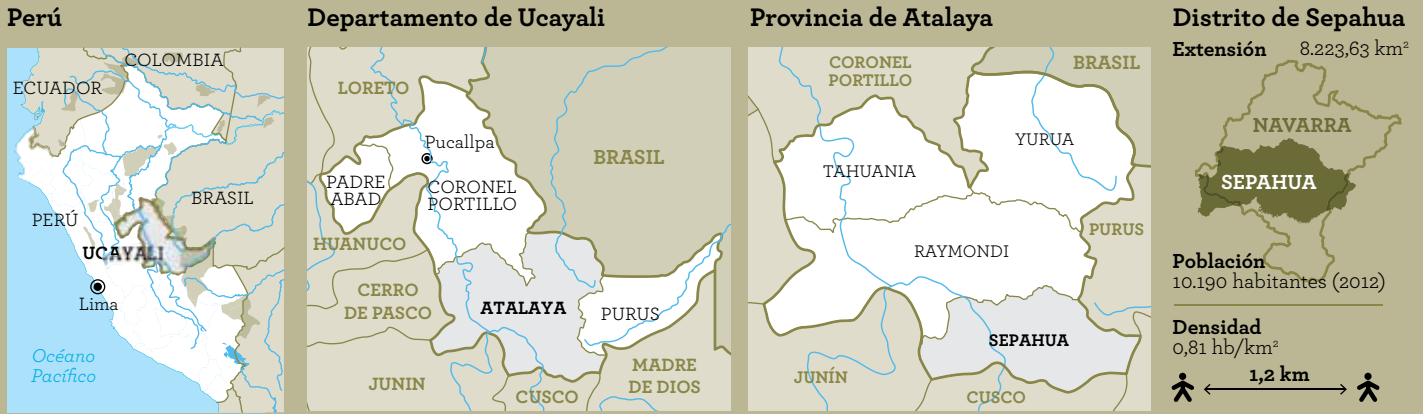 Perú
COLOMBIA
ECUADOR
BRASIL
PERÚ
UCAYALI
Lima
Océano
Pacífico
Departamento de Ucayali
LORETO
Pucallpa
BRASIL
PADRE
ABAD
CORONEL
PORTILLO
HUANUCO
CERRO
DE PASCO
ATALAYA
PURUS
JUNIN
CUSCO
MADRE
DE DIOS
Provincia de Atalaya
CORONEL
PORTILLO
BRASIL
YURUA
TAHUANIA
PURUS
RAYMONDI
SEPAHUA
JUNÍN
CUSCO
Distrito de Sepahua
Extensión 8.223,63 km²
NAVARRA
SEPAHUA
Población
10.190 habitantes (2012)
Densidad
0,81 hb/km²
1,2 km